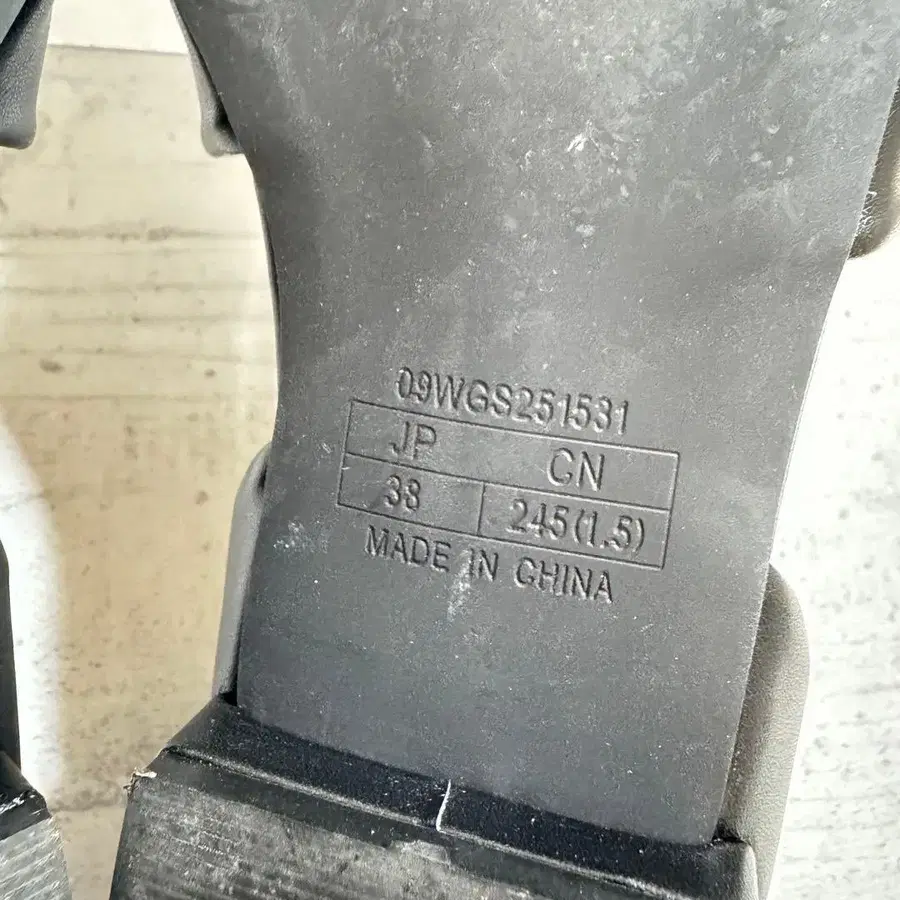 09WGS251531
JP CN
38 245(1.5)
MADE IN CHINA